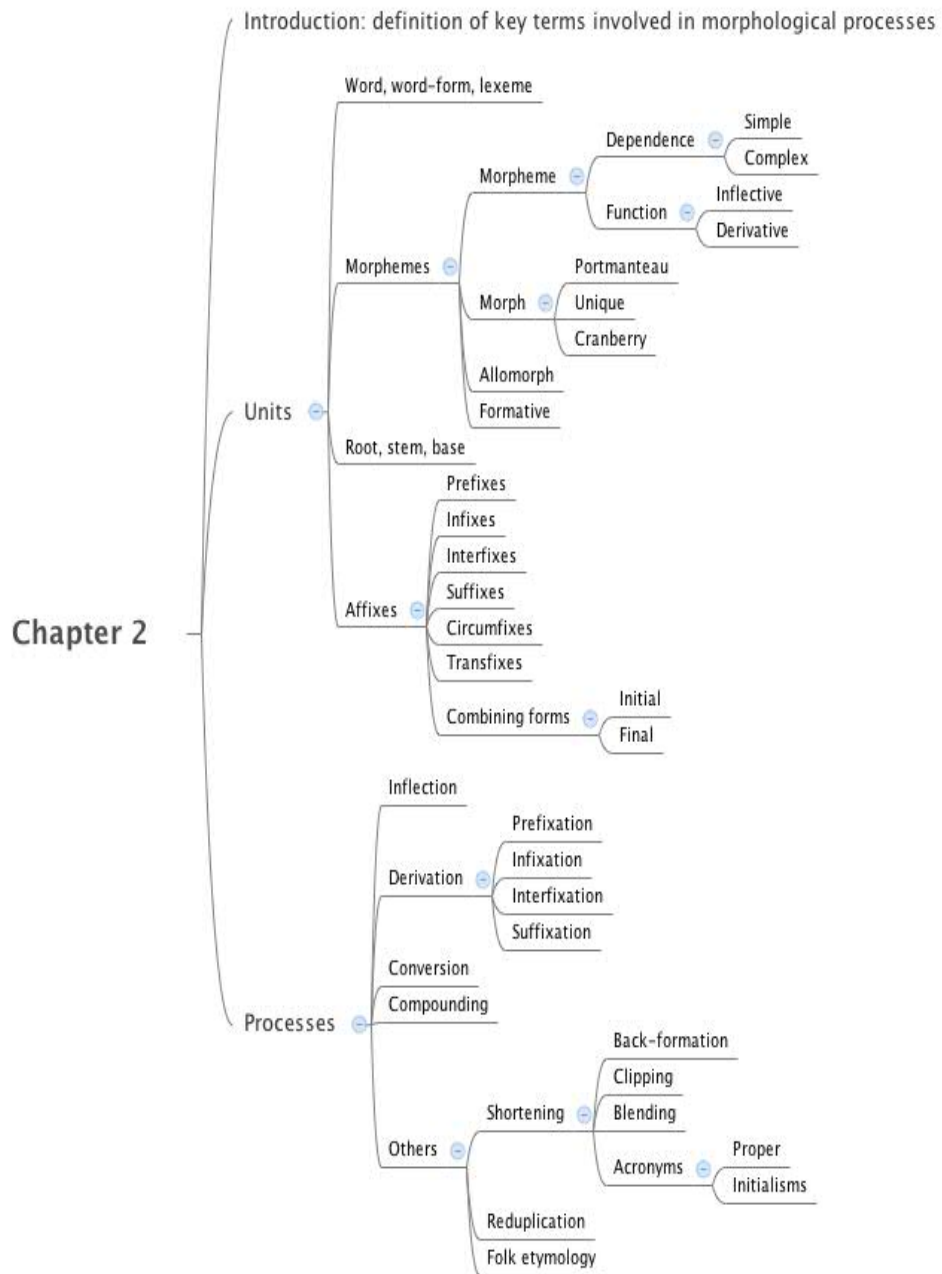 Introduction: definition of key terms involved in morphological processes
Word, word-form, lexeme
Simple
Dependence
Complex
Morpheme
Inflective
Function
Derivative
Morphemes
Portmanteau
Morph
Unique
Cranberry
Allomorph
Formative
Units
Root, stem, base
Prefixes
Infixes
Interfixes
Suffixes
Affixes
Circumfixes
Transfixes
Combining forms
Initial
Final
Chapter 2
Inflection
Prefixation
Infixation
Derivation
Interfixation
Suffixation
Conversion
Compounding
Processes
Back-formation
Clipping
Shortening
Blending
Others
Acronyms
Proper
Initialisms
Reduplication
Folk etymology